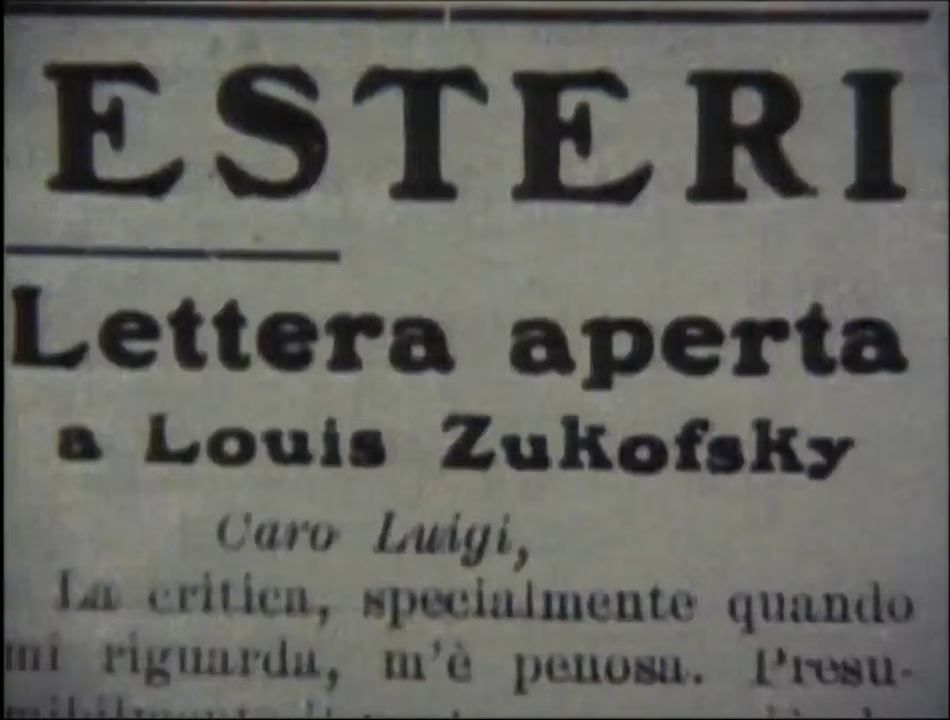 ESTERI
Lettera aperta
a Louis Zukofsky
Caro Luigi,
La critica, specialmente quando
mi riguarda, m'è penosa. Presu-